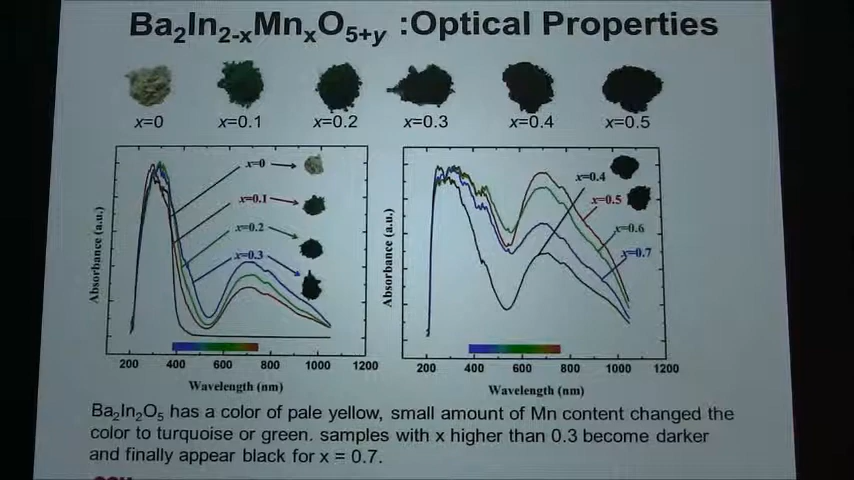 Ba2In2-xMnxO5+y :Optical Properties
x=0 x=0.1 x=0.2 x=0.3 x=0.4 x=0.5
x=0
x=0.1
x=0.2
x=0.3
Absorbance (a.u.)
200 400 600 800 1000 1200
Wavelength (nm)
x=0.4
x=0.5
x=0.6
x=0.7
Absorbance (a.u.)
200 400 600 800 1000 1200
Wavelength (nm)
Ba2In2O5 has a color of pale yellow, small amount of Mn content changed the
color to turquoise or green. samples with x higher than 0.3 become darker
and finally appear black for x = 0.7.